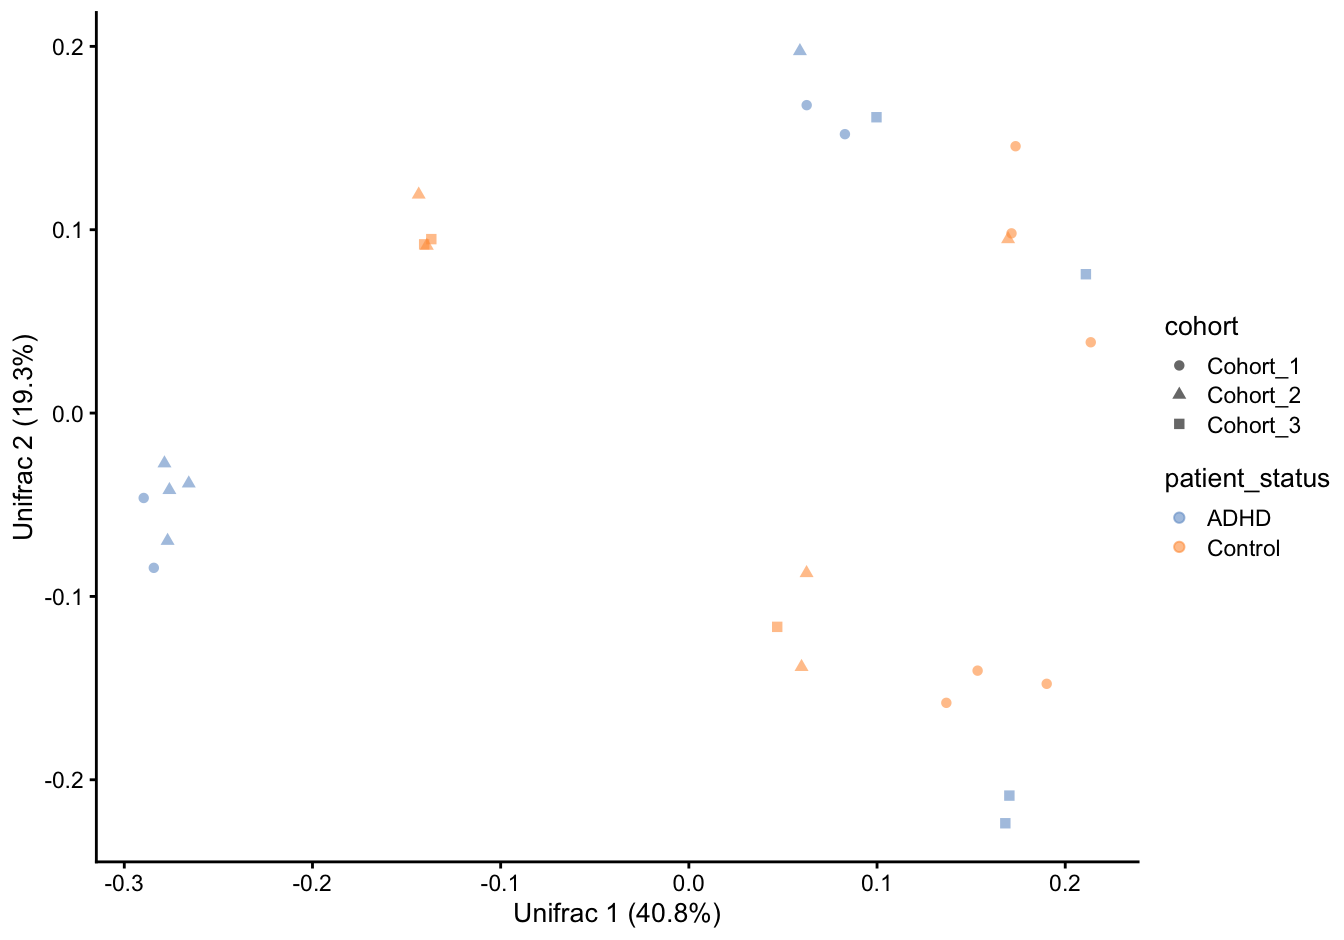 0.2
0.1
0.0
-0.1
-0.2
Unifrac 2 (19.3%)
-0.3
-0.2
-0.1
0.0
0.1
0.2
Unifrac 1 (40.8%)
cohort
Cohort_1
Cohort_2
Cohort_3
patient_status
ADHD
Control